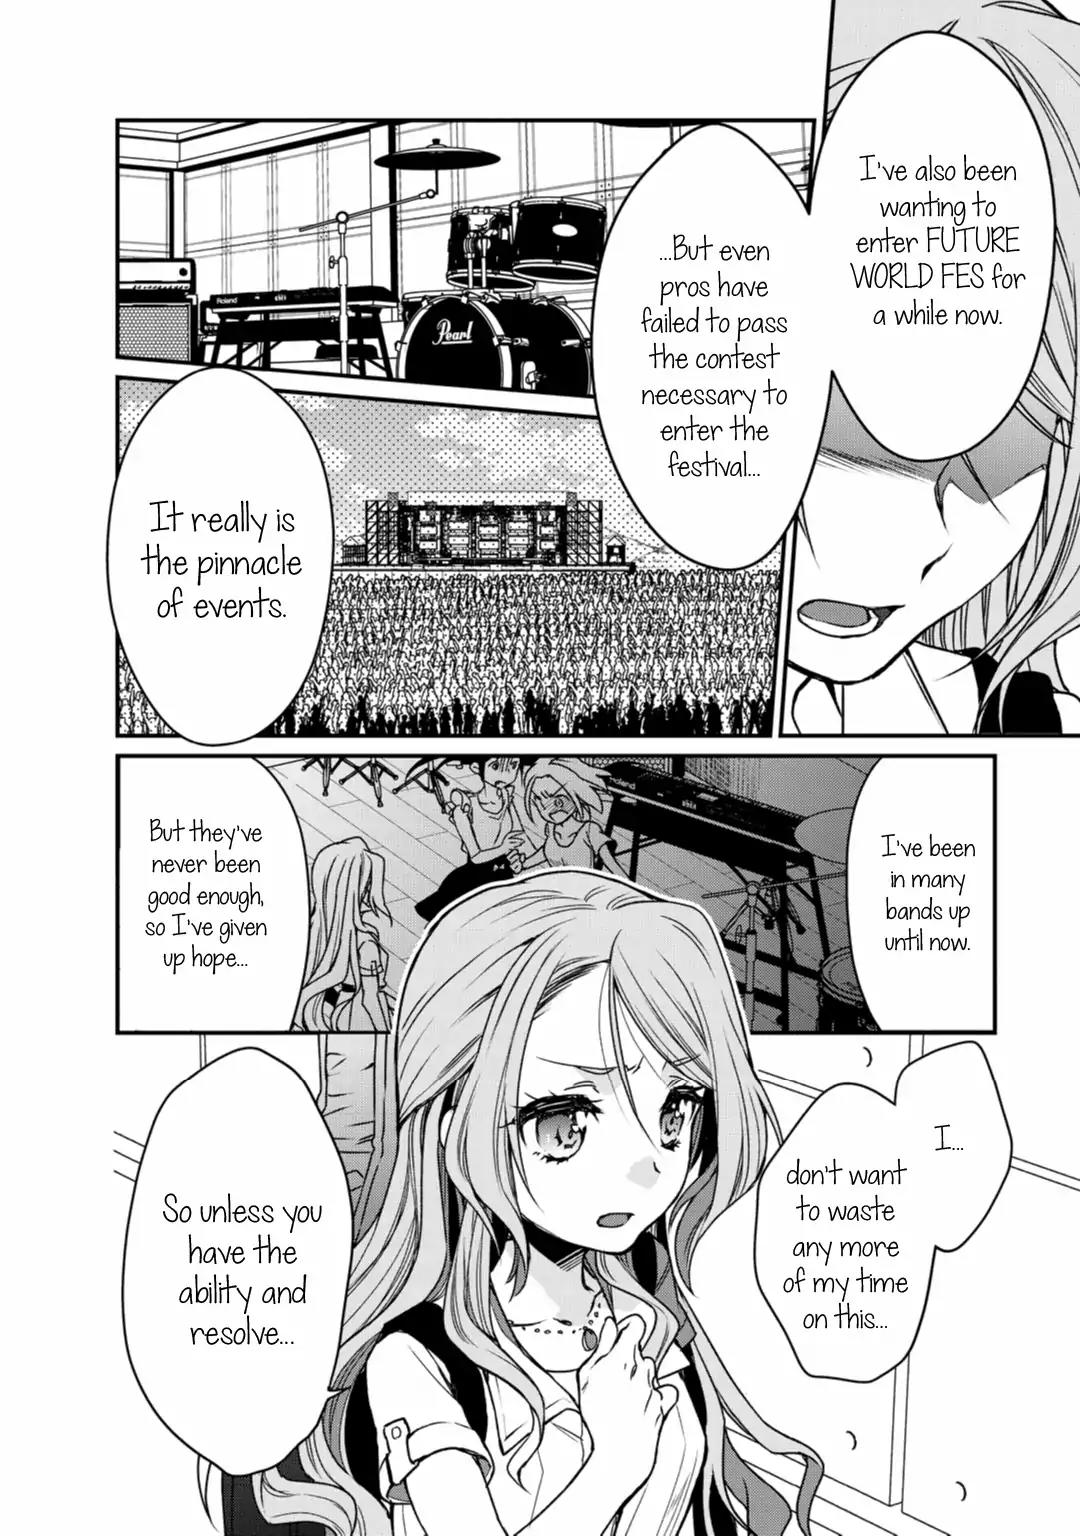 I've also been
wanting to
enter FUTURE
WORLD FES for
a while now.
...But even
pros have
failed to pass
the contest
necessary to
enter the
festival...
Roland
Pearl
It really is
the pinnacle
of events.
I've been
in many
bands up
until now.
Roland
But they've
never been
good enough,
so I've given
up hope...
I...
don't want
to waste
any more
of my time
on this...
So unless you
have the
ability and
resolve...